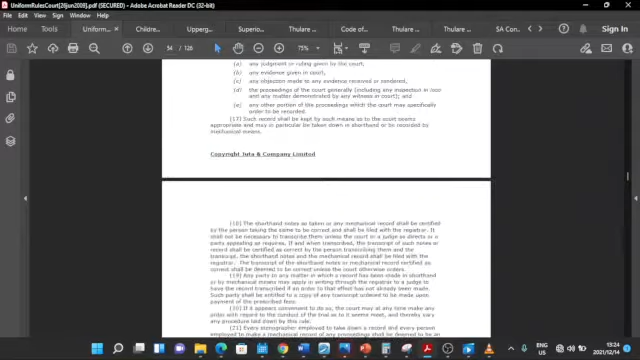 UniformRulesCourt[26jun2009].pdf (SECURED) - Adobe Acrobat Reader DC (32-bit)
File Edit View Sign Window Help
Home Tools Uniform... Childre... Upperg... Superio... Thulare ... Code of... Thulare ... Thulare ... SA Con... Sign In
54 / 126 75%
(a) any judgment or ruling given by the court,
(b) any evidence given in court,
(c) any objection made to any evidence received or tendered,
(d) the proceedings of the court generally (including any inspection in loco
and any matter demonstrated by any witness in court); and
(e) any other portion of the proceedings which the court may specifically
order to be recorded.
(17) Such record shall be kept by such means as to the court seems
appropriate and may in particular be taken down in shorthand or be recorded by
mechanical means.
Copyright Juta & Company Limited
(18) The shorthand notes so taken or any mechanical record shall be certified
by the person taking the same to be correct and shall be filed with the registrar. It
shall not be necessary to transcribe them unless the court or a judge so directs or a
party appealing so requires. If and when transcribed, the transcript of such notes or
record shall be certified as correct by the person transcribing them and the
transcript, the shorthand notes and the mechanical record shall be filed with the
registrar. The transcript of the shorthand notes or mechanical record certified as
correct shall be deemed to be correct unless the court otherwise orders.
(19) Any party to any matter in which a record has been made in shorthand
or by mechanical means may apply in writing through the registrar to a judge to
have the record transcribed if an order to that effect has not already been made.
Such party shall be entitled to a copy of any transcript ordered to be made upon
payment of the prescribed fees.
(20) If it appears convenient to do so, the court may at any time make any
order with regard to the conduct of the trial as to it seems meet, and thereby vary
any procedure laid down by this rule.
(21) Every stenographer employed to take down a record and every person
employed to make a mechanical record of any proceedings shall be deemed to be an
ENG
US
13:24
2021/12/14